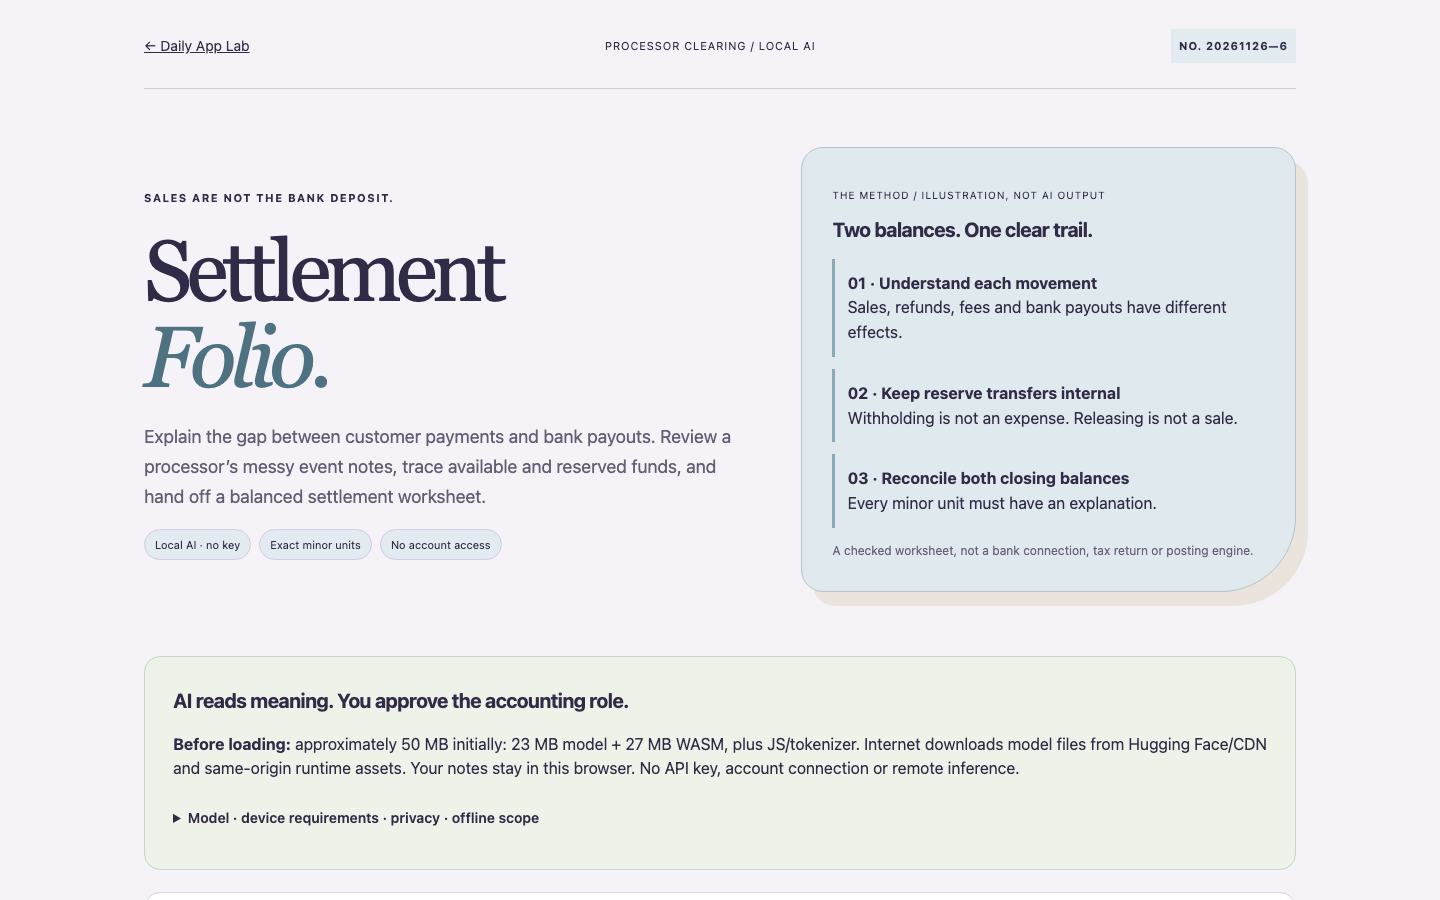 ← Daily App Lab
PROCESSOR CLEARING / LOCAL AI
NO. 20261126—6
SALES ARE NOT THE BANK DEPOSIT.
Settlement
Folio.
Explain the gap between customer payments and bank payouts. Review a
processor’s messy event notes, trace available and reserved funds, and
hand off a balanced settlement worksheet.
Local AI · no key
Exact minor units
No account access
THE METHOD / ILLUSTRATION, NOT AI OUTPUT
Two balances. One clear trail.
01 · Understand each movement
Sales, refunds, fees and bank payouts have different
effects.
02 · Keep reserve transfers internal
Withholding is not an expense. Releasing is not a sale.
03 · Reconcile both closing balances
Every minor unit must have an explanation.
A checked worksheet, not a bank connection, tax return or posting engine.
AI reads meaning. You approve the accounting role.
Before loading: approximately 50 MB initially: 23 MB model + 27 MB WASM, plus JS/tokenizer. Internet downloads model files from Hugging Face/CDN
and same-origin runtime assets. Your notes stay in this browser. No API key, account connection or remote inference.
▶ Model · device requirements · privacy · offline scope